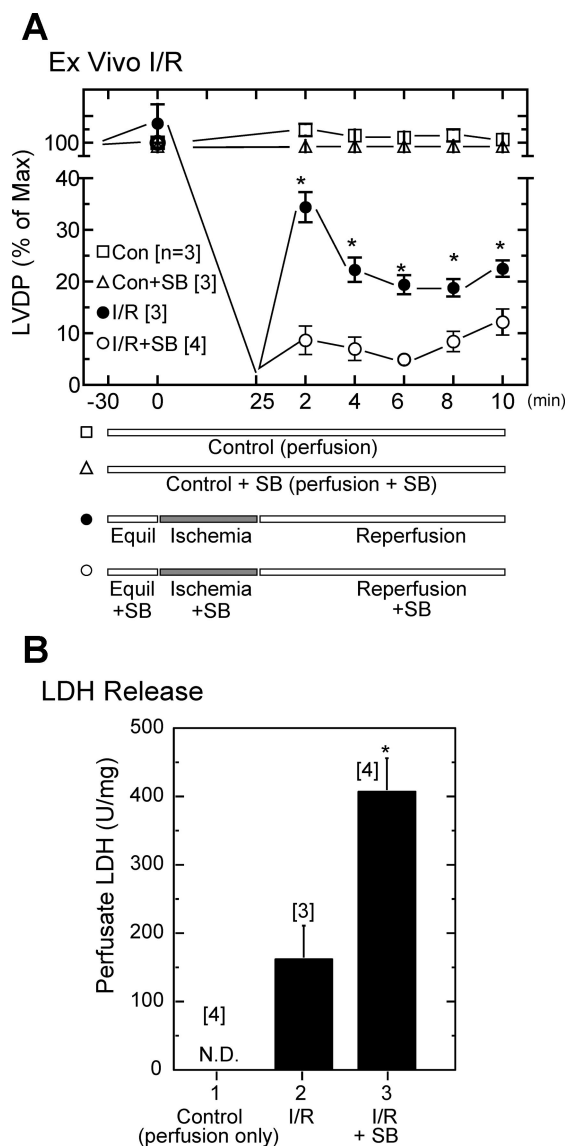 A
Ex Vivo I/R
LVDP (% of Max)
100
40
30
20
10
0
Con [n=3]
Con+SB [3]
I/R [3]
I/R+SB [4]
*
*
*
*
*
-30 0 25 2 4 6 8 10 (min)
Control (perfusion)
Control + SB (perfusion + SB)
Equil Ischemia Reperfusion
Equil Ischemia Reperfusion
+SB +SB +SB
B
LDH Release
Perfusate LDH (U/mg)
500
400
300
200
100
0
[4]
N.D.
[3]
[4]
*
1 2 3
Control I/R I/R
(perfusion only) + SB